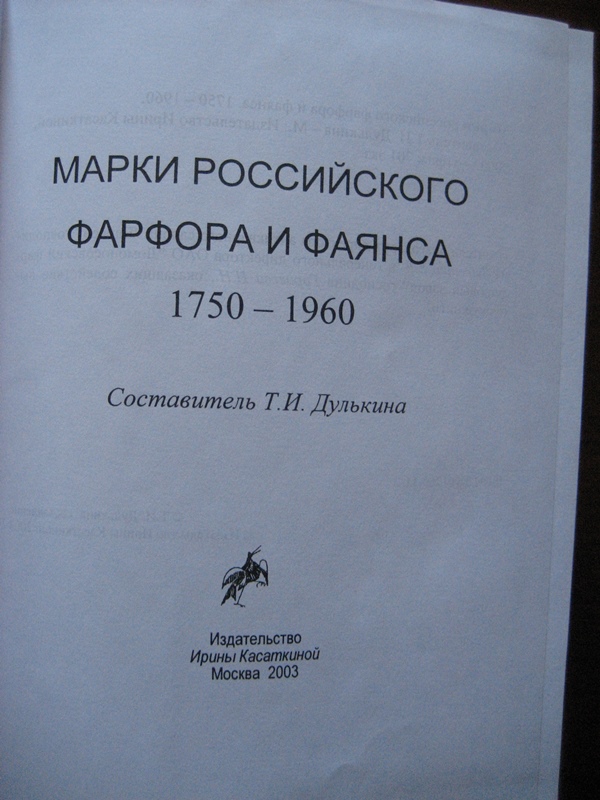 МАРКИ РОССИЙСКОГО
ФАРФОРА И ФАЯНСА
1750 – 1960
Составитель Т.И. Дулькина
Издательство
Ирины Касаткиной
Москва 2003